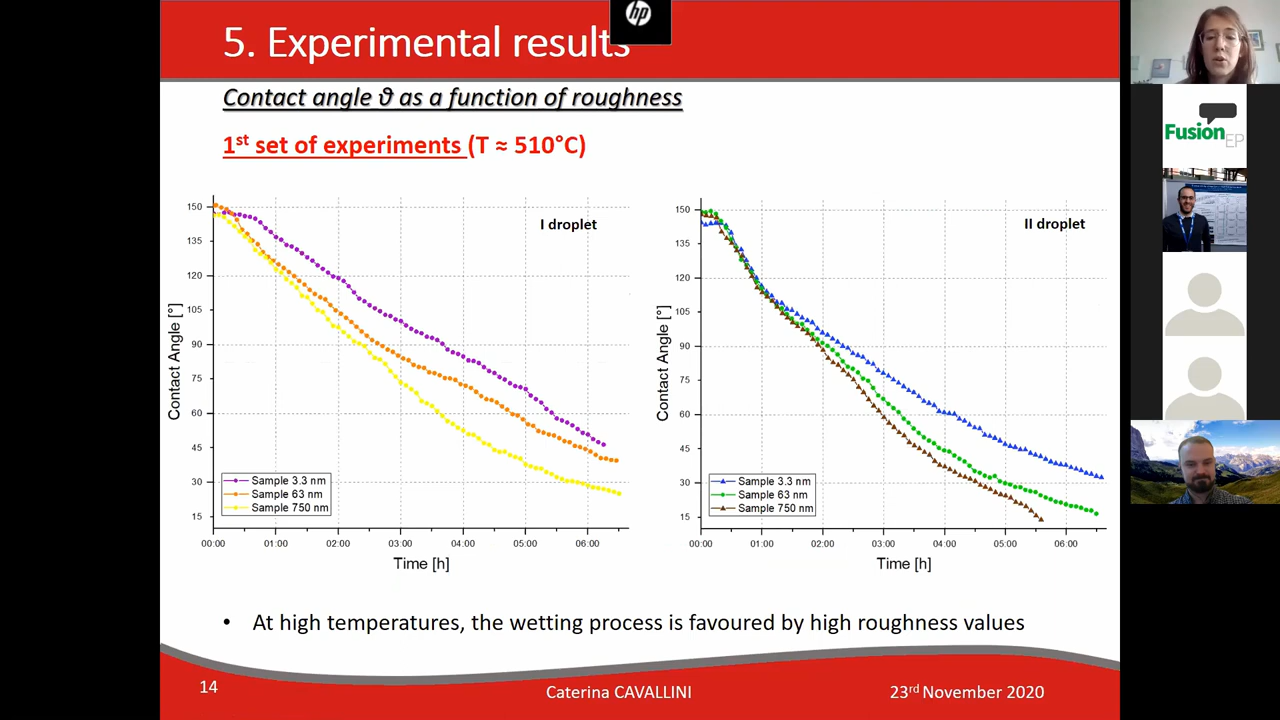 hp
5. Experimental results
Contact angle ϑ as a function of roughness
1st set of experiments (T ≈ 510°C)
I droplet
150
135
120
105
90
75
60
45
30
15
Contact Angle [°]
Sample 3.3 nm
Sample 63 nm
Sample 750 nm
00:00 01:00 02:00 03:00 04:00 05:00 06:00
Time [h]
II droplet
150
135
120
105
90
75
60
45
30
15
Contact Angle [°]
Sample 3.3 nm
Sample 63 nm
Sample 750 nm
00:00 01:00 02:00 03:00 04:00 05:00 06:00
Time [h]
• At high temperatures, the wetting process is favoured by high roughness values
14
Caterina CAVALLINI
23rd November 2020
Fusion EP